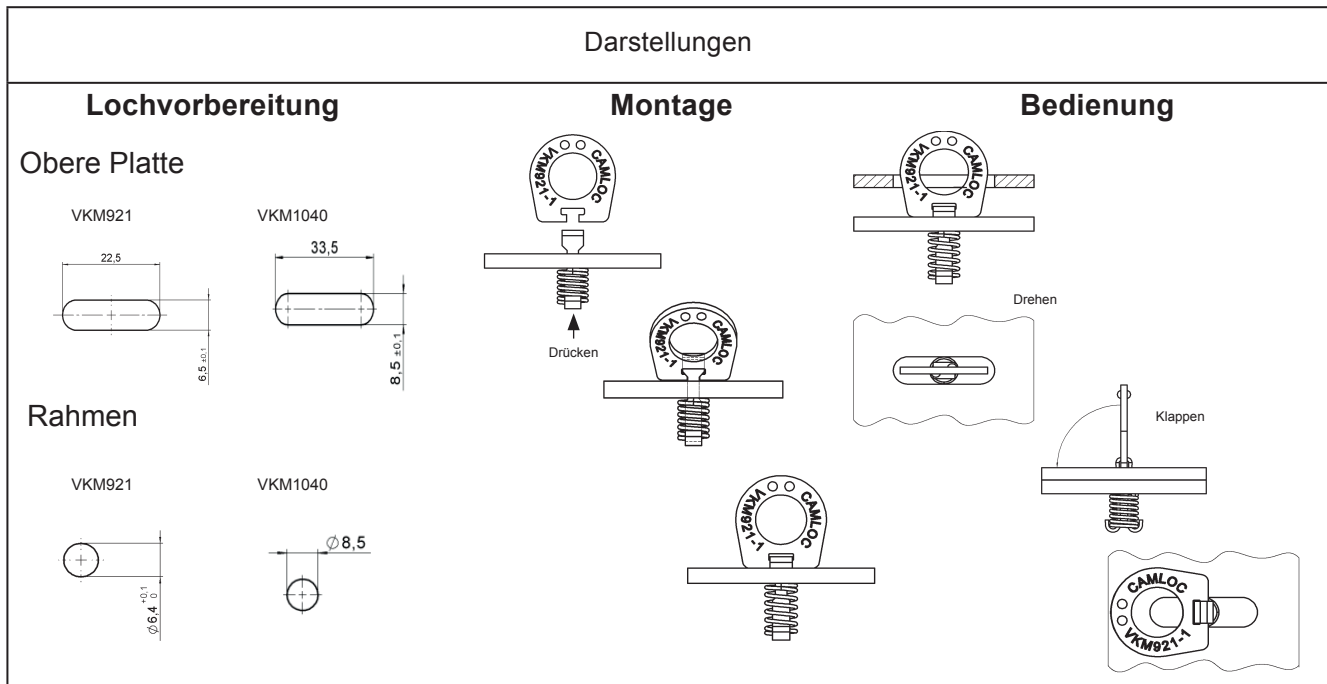 Darstellungen
Lochvorbereitung
Obere Platte
VKM921
VKM1040
22,5
33,5
6,5 ±0,1
8,5 ±0,1
Rahmen
VKM921
VKM1040
Ø6,4 +0,1 0
Ø8,5
Montage
VKM921-1 CAMLOC
Drücken
VKM921-1 CAMLOC
VKM921-1 CAMLOC
Bedienung
VKM921-1 CAMLOC
Drehen
Klappen
CAMLOC
VKM921-1